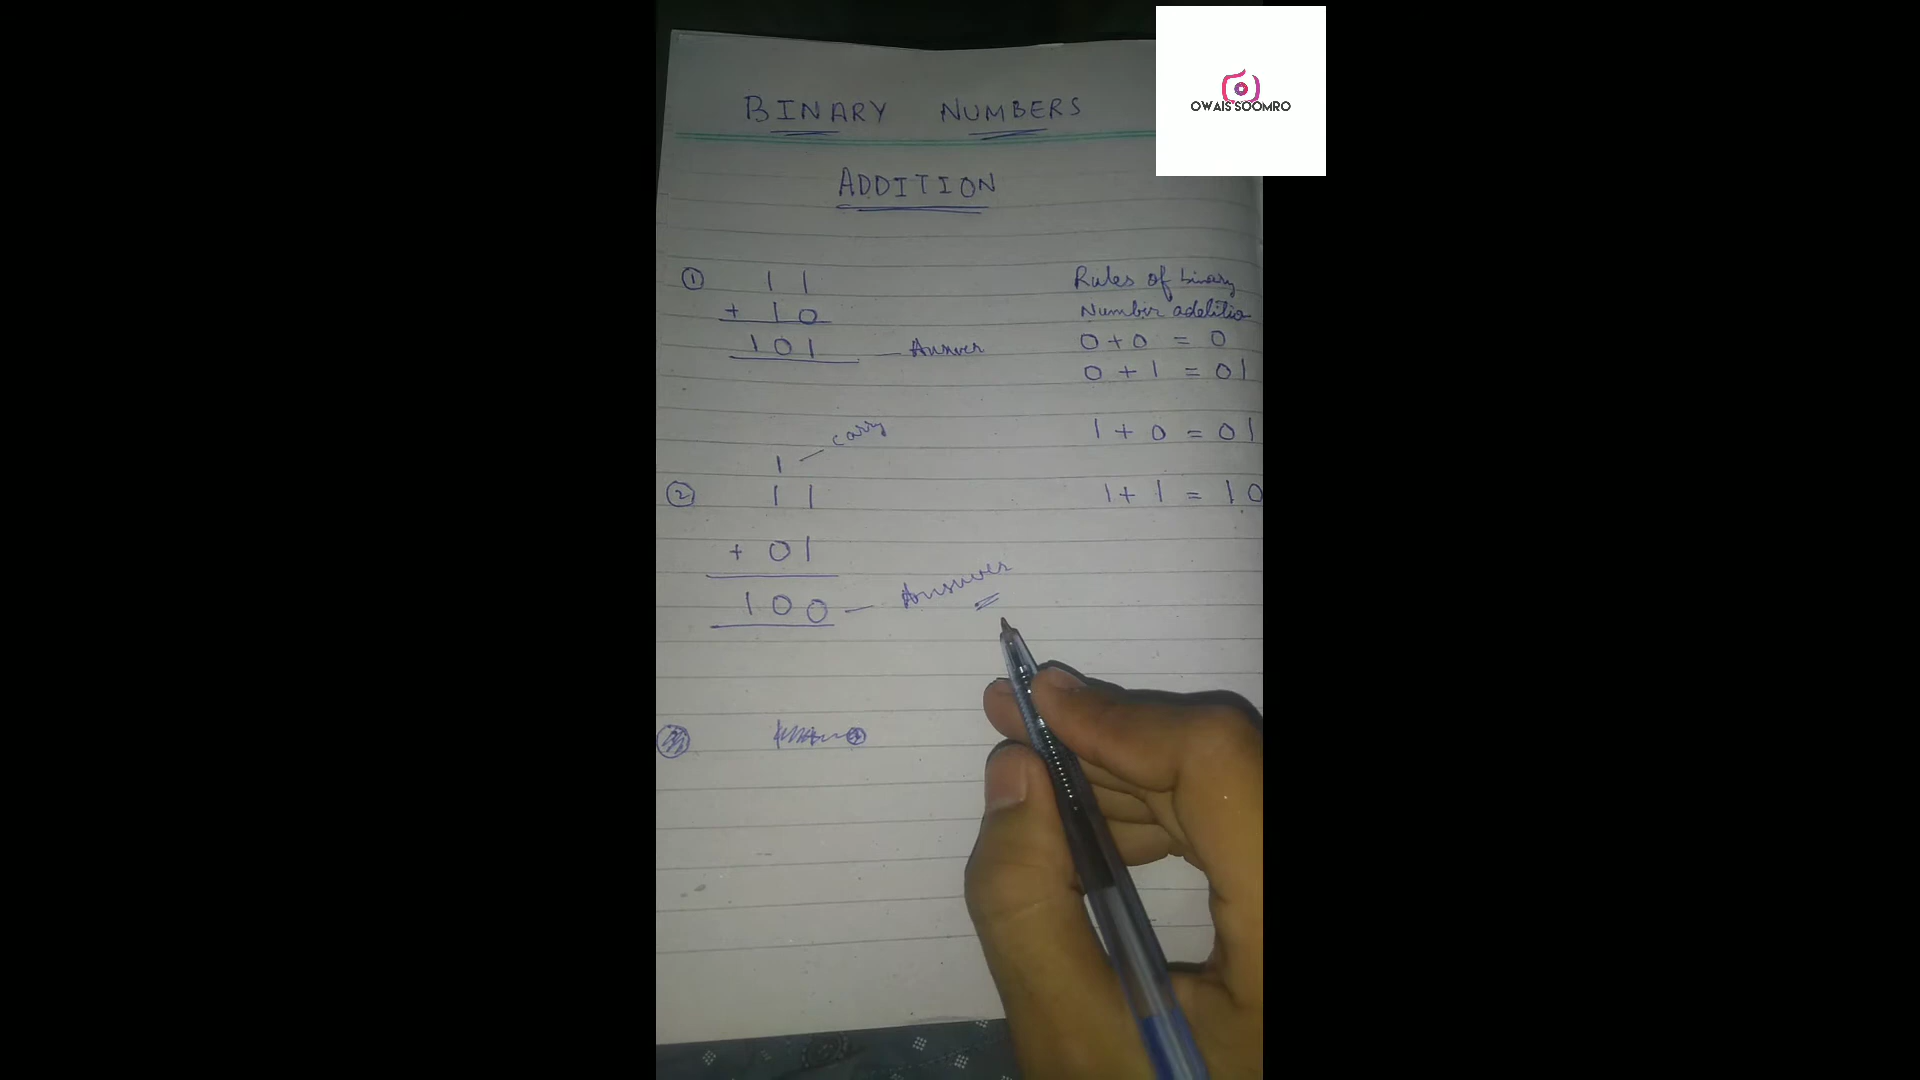 BINARY NUMBERS
OWAIS SOOMRO
ADDITION
① 11
+ 10
101 — Answer
Rules of binary
Number additio
0 + 0 = 0
0 + 1 = 01
1 + 0 = 01
1 + 1 = 10
1 — carry
② 11
+ 01
100 — Answer